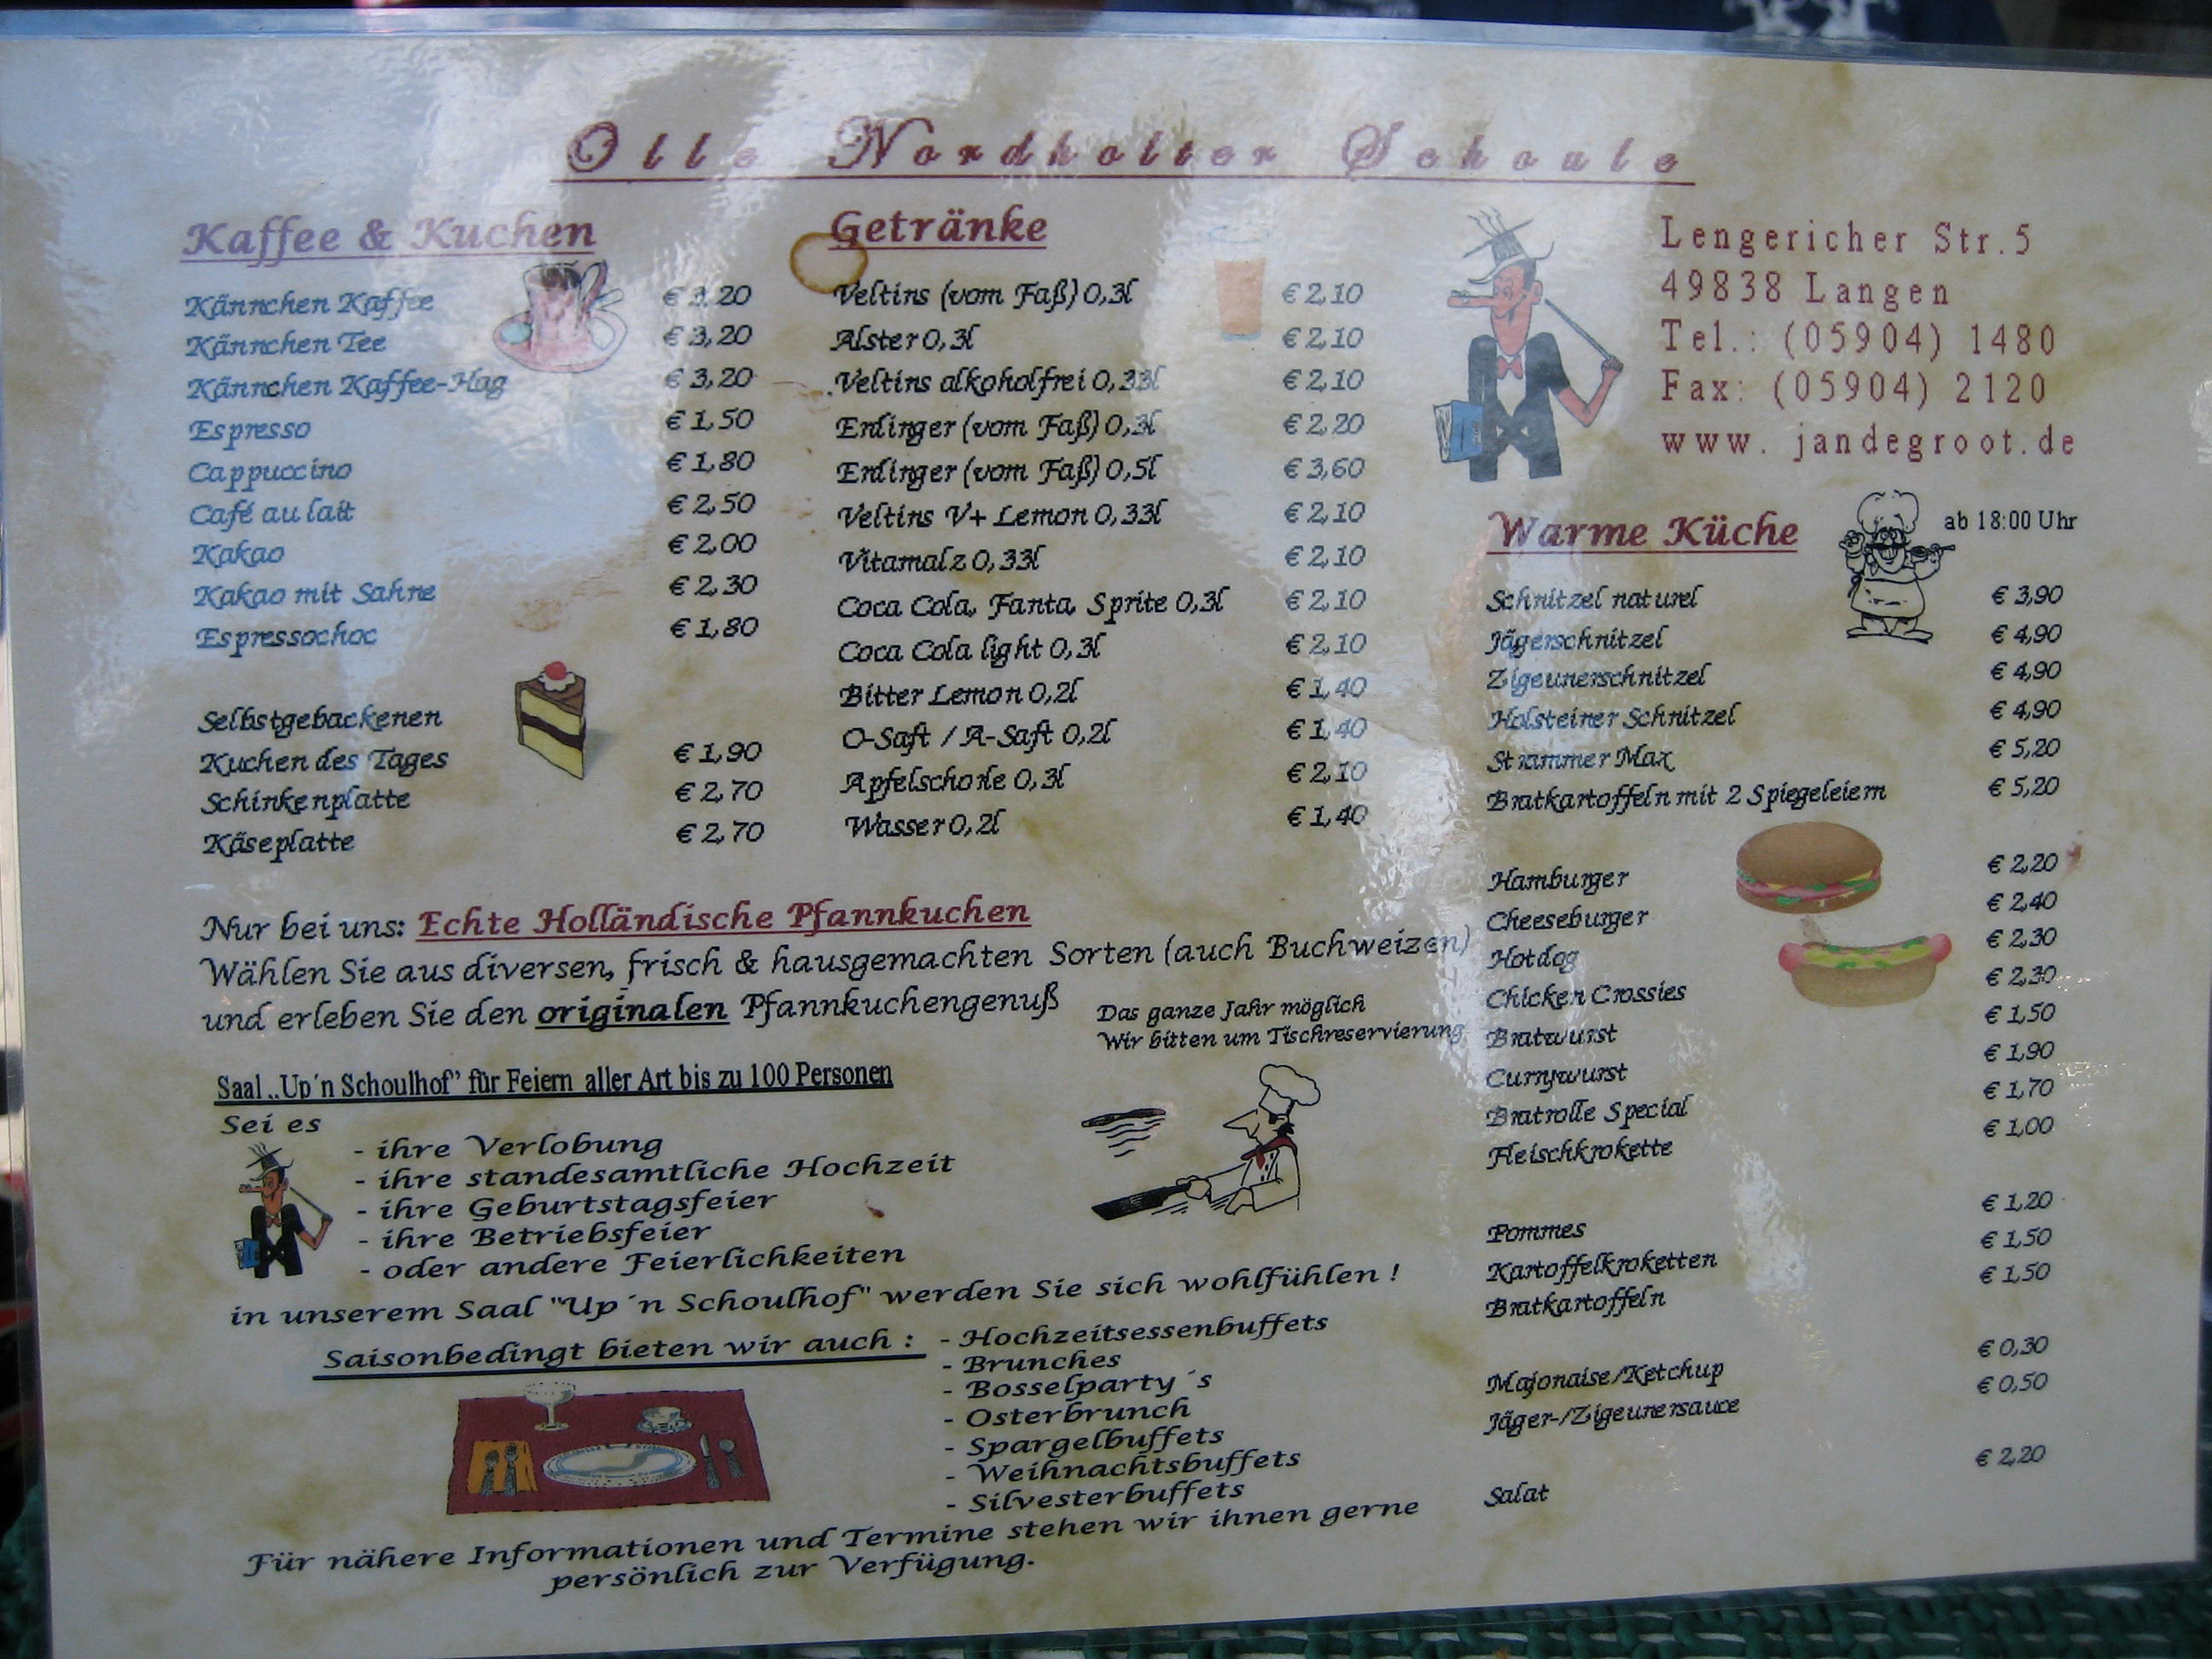 Olle Nordholter Schoule
Kaffee & Kuchen
Kännchen Kaffee € 3,20
Kännchen Tee € 3,20
Kännchen Kaffee-Hag € 3,20
Espresso € 1,50
Cappuccino € 1,80
Café au lait € 2,50
Kakao € 2,00
Kakao mit Sahne € 2,30
Espressochoc € 1,80
Selbstgebackenen
Kuchen des Tages € 1,90
Schinkenplatte € 2,70
Käseplatte € 2,70
Getränke
Veltins (vom Faß) 0,3l € 2,10
Alster 0,3l € 2,10
Veltins alkoholfrei 0,33l € 2,10
Erdinger (vom Faß) 0,3l € 2,20
Erdinger (vom Faß) 0,5l € 3,60
Veltins V+ Lemon 0,33l € 2,10
Vitamalz 0,33l € 2,10
Coca Cola, Fanta, Sprite 0,3l € 2,10
Coca Cola light 0,3l € 2,10
Bitter Lemon 0,2l € 1,40
O-Saft / A-Saft 0,2l € 1,40
Apfelschorle 0,3l € 2,10
Wasser 0,2l € 1,40
Lengericher Str.5
49838 Langen
Tel.: (05904) 1480
Fax: (05904) 2120
www. jandegroot.de
Warme Küche ab 18:00 Uhr
Schnitzel naturel € 3,90
Jägerschnitzel € 4,90
Zigeunerschnitzel € 4,90
Holsteiner Schnitzel € 4,90
Strammer Max € 5,20
Bratkartoffeln mit 2 Spiegeleiern € 5,20
Hamburger € 2,20
Cheeseburger € 2,40
Hotdog € 2,30
Chicken Crossies € 2,30
Bratwurst € 1,50
Currywurst € 1,90
Bratrolle Special € 1,70
Fleischkrokette € 1,00
Pommes € 1,20
Kartoffelkroketten € 1,50
Bratkartoffeln € 1,50
Majonaise/Ketchup € 0,30
Jäger-/Zigeunersauce € 0,50
Salat € 2,20
Nur bei uns: Echte Holländische Pfannkuchen
Wählen Sie aus diversen, frisch & hausgemachten Sorten (auch Buchweizen)
und erleben Sie den originalen Pfannkuchengenuß
Das ganze Jahr möglich
Wir bitten um Tischreservierung
Saal „Up´n Schoulhof” für Feiern aller Art bis zu 100 Personen
Sei es
- ihre Verlobung
- ihre standesamtliche Hochzeit
- ihre Geburtstagsfeier
- ihre Betriebsfeier
- oder andere Feierlichkeiten
in unserem Saal "Up´n Schoulhof" werden Sie sich wohlfühlen !
Saisonbedingt bieten wir auch : - Hochzeitsessenbuffets
- Brunches
- Bosselparty´s
- Osterbrunch
- Spargelbuffets
- Weihnachtsbuffets
- Silvesterbuffets
Für nähere Informationen und Termine stehen wir ihnen gerne
persönlich zur Verfügung.